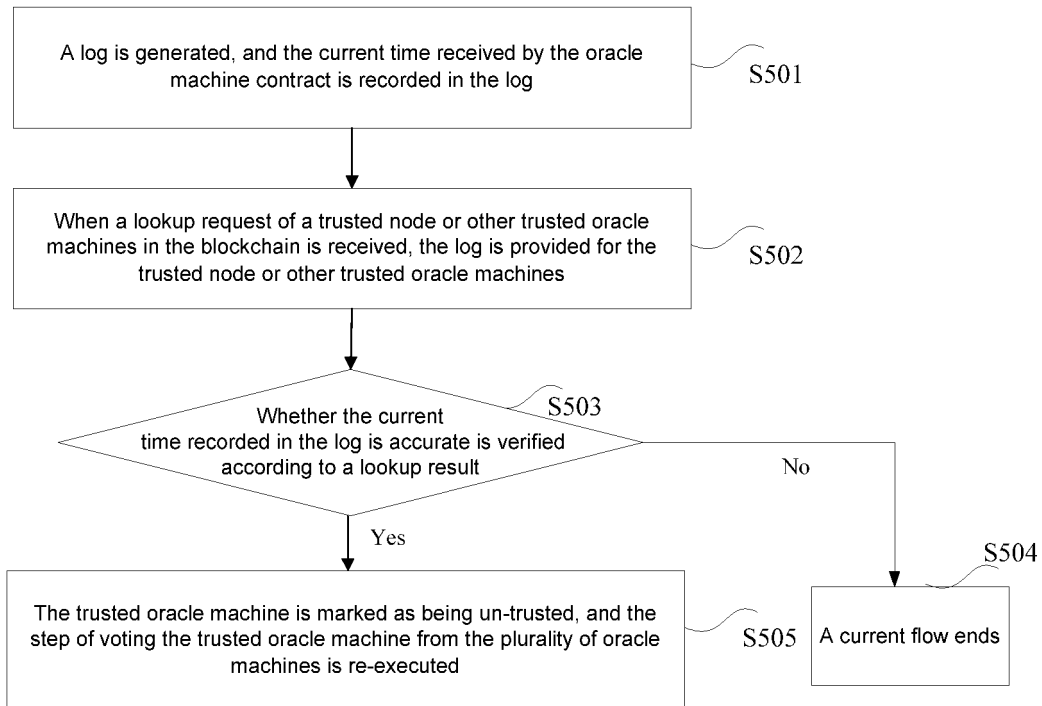 A log is generated, and the current time received by the oracle
machine contract is recorded in the log
S501
When a lookup request of a trusted node or other trusted oracle
machines in the blockchain is received, the log is provided for the
trusted node or other trusted oracle machines
S502
Whether the current
time recorded in the log is accurate is verified
according to a lookup result
S503
No
Yes
S504
A current flow ends
The trusted oracle machine is marked as being un-trusted, and the
step of voting the trusted oracle machine from the plurality of oracle
machines is re-executed
S505